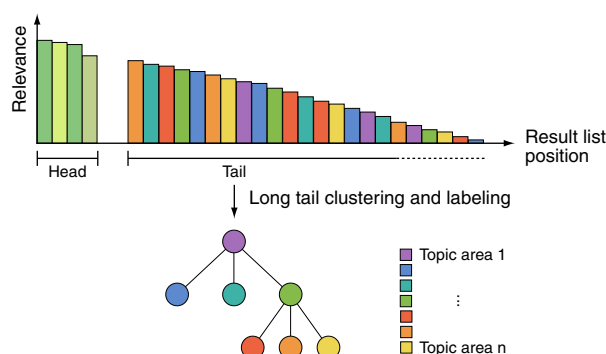 Relevance
Result list
position
Head
Tail
Long tail clustering and labeling
Topic area 1
...
Topic area n